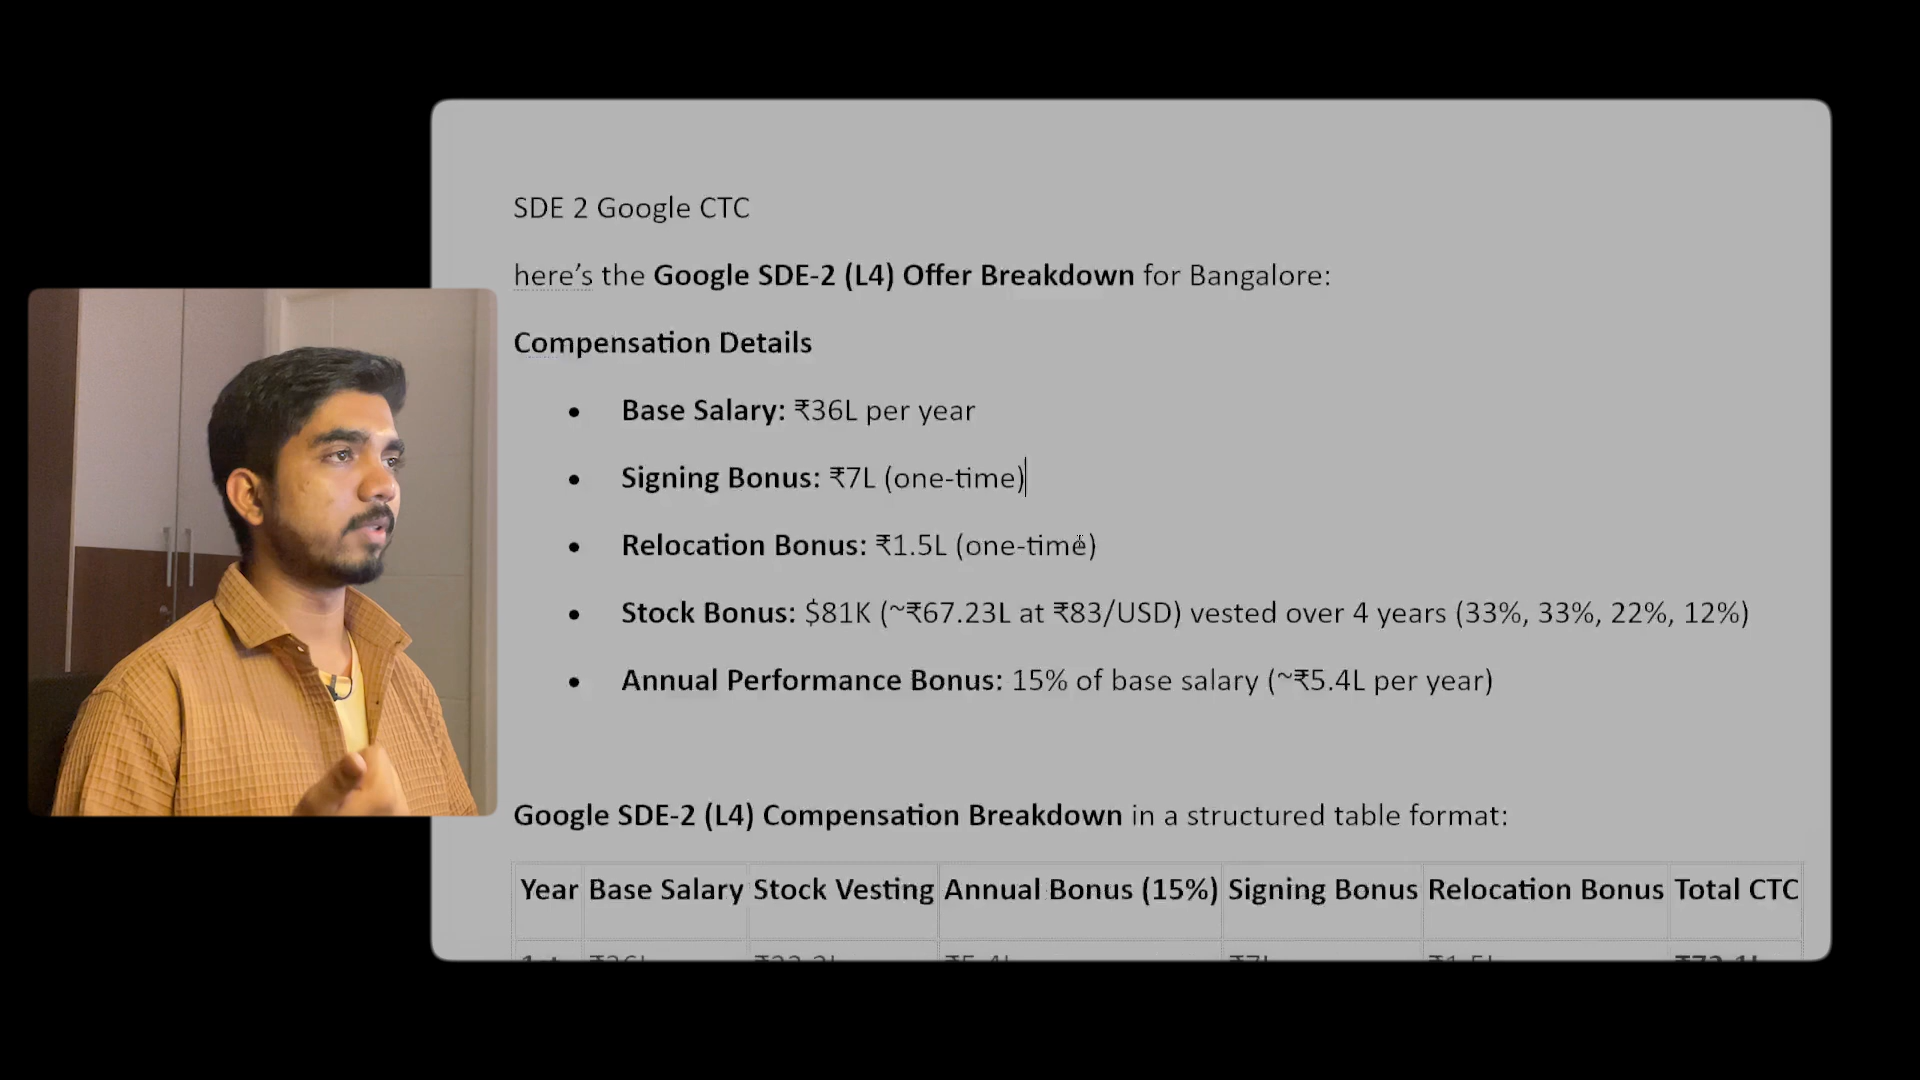 SDE 2 Google CTC
here's the Google SDE-2 (L4) Offer Breakdown for Bangalore:
Compensation Details
• Base Salary: ₹36L per year
• Signing Bonus: ₹7L (one-time)
• Relocation Bonus: ₹1.5L (one-time)
• Stock Bonus: $81K (~₹67.23L at ₹83/USD) vested over 4 years (33%, 33%, 22%, 12%)
• Annual Performance Bonus: 15% of base salary (~₹5.4L per year)
Google SDE-2 (L4) Compensation Breakdown in a structured table format:
Year Base Salary Stock Vesting Annual Bonus (15%) Signing Bonus Relocation Bonus Total CTC